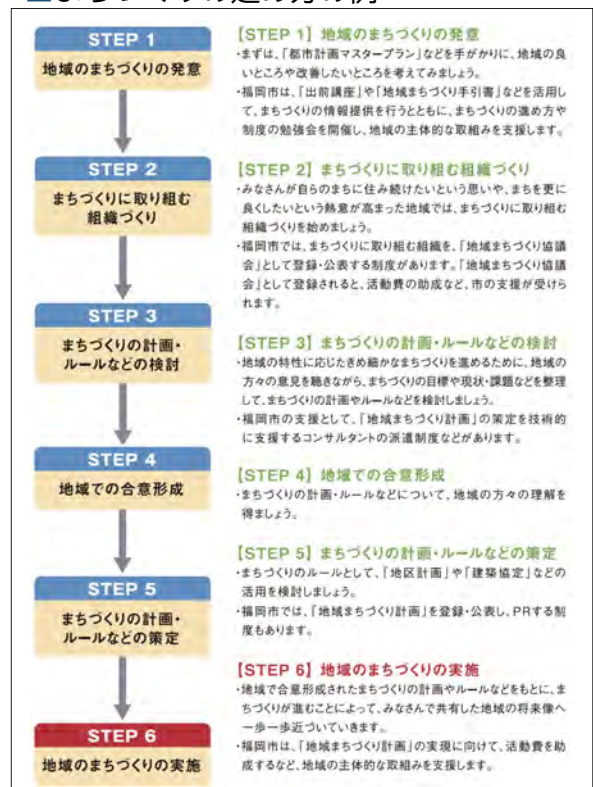 ■まちづくりの進め方の例
STEP 1
地域のまちづくりの発意
STEP 2
まちづくりに取り組む
組織づくり
STEP 3
まちづくりの計画・
ルールなどの検討
STEP 4
地域での合意形成
STEP 5
まちづくりの計画・
ルールなどの策定
STEP 6
地域のまちづくりの実施
【STEP 1】 地域のまちづくりの発意
・まずは、「都市計画マスタープラン」などを手がかりに、地域の良
いところや改善したいところを考えてみましょう。
・福岡市は、「出前講座」や「地域まちづくり手引書」などを活用し
て、まちづくりの情報提供を行うとともに、まちづくりの進め方や
制度の勉強会を開催し、地域の主体的な取組みを支援します。
【STEP 2】 まちづくりに取り組む組織づくり
・みなさんが自らのまちに住み続けたいという思いや、まちを更に
良くしたいという熱意が高まった地域では、まちづくりに取り組む
組織づくりを始めましょう。
・福岡市では、まちづくりに取り組む組織を、「地域まちづくり協議
会」として登録・公表する制度があります。「地域まちづくり協議
会」として登録されると、活動費の助成など、市の支援が受けら
れます。
【STEP 3】 まちづくりの計画・ルールなどの検討
・地域の特性に応じたきめ細かなまちづくりを進めるために、地域の
方々の意見を聴きながら、まちづくりの目標や現状・課題などを整理
して、まちづくりの計画やルールなどを検討しましょう。
・福岡市の支援として、「地域まちづくり計画」の策定を技術的
に支援するコンサルタントの派遣制度などがあります。
【STEP 4】 地域での合意形成
・まちづくりの計画・ルールなどについて、地域の方々の理解を
得ましょう。
【STEP 5】 まちづくりの計画・ルールなどの策定
・まちづくりのルールとして、「地区計画」や「建築協定」などの
活用を検討しましょう。
・福岡市では、「地域まちづくり計画」を登録・公表し、PRする制
度もあります。
【STEP 6】 地域のまちづくりの実施
・地域で合意形成されたまちづくりの計画やルールなどをもとに、ま
ちづくりが進むことによって、みなさんで共有した地域の将来像へ
一歩一歩近づいていきます。
・福岡市は、「地域まちづくり計画」の実現に向けて、活動費を助
成するなど、地域の主体的な取組みを支援します。